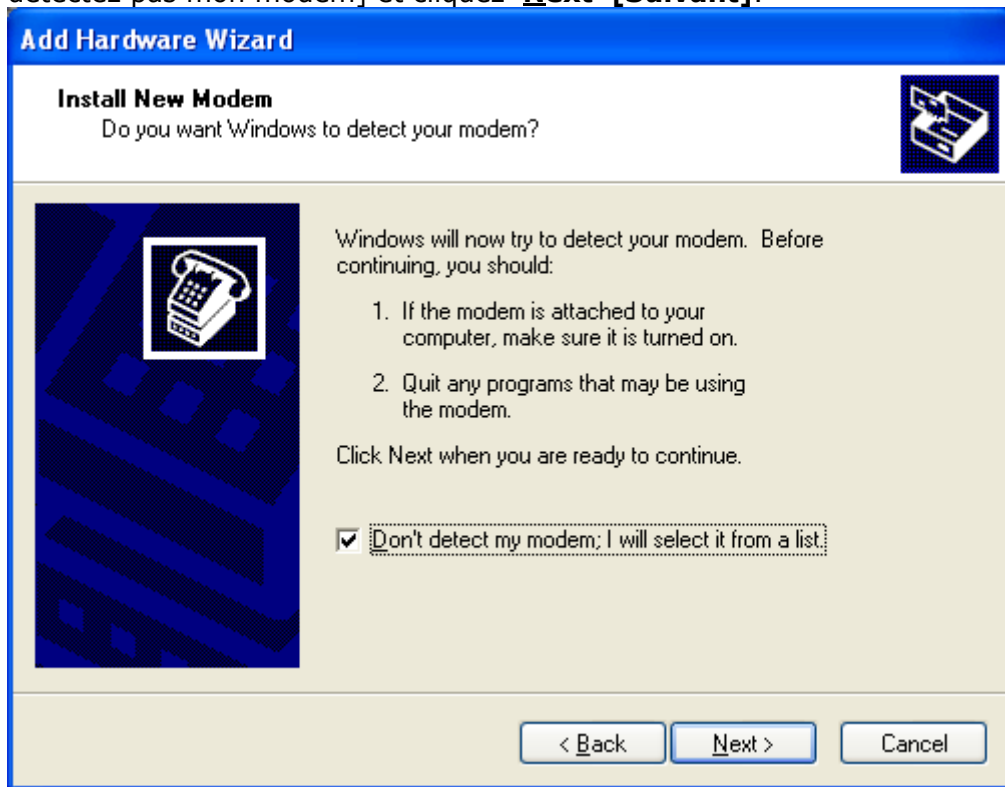 détectez pas mon modem] et cliquez "Next" [Suivant].
Add Hardware Wizard
Install New Modem
Do you want Windows to detect your modem?
Windows will now try to detect your modem. Before
continuing, you should:
1. If the modem is attached to your
computer, make sure it is turned on.
2. Quit any programs that may be using
the modem.
Click Next when you are ready to continue.
Don't detect my modem; I will select it from a list.
< Back
Next >
Cancel